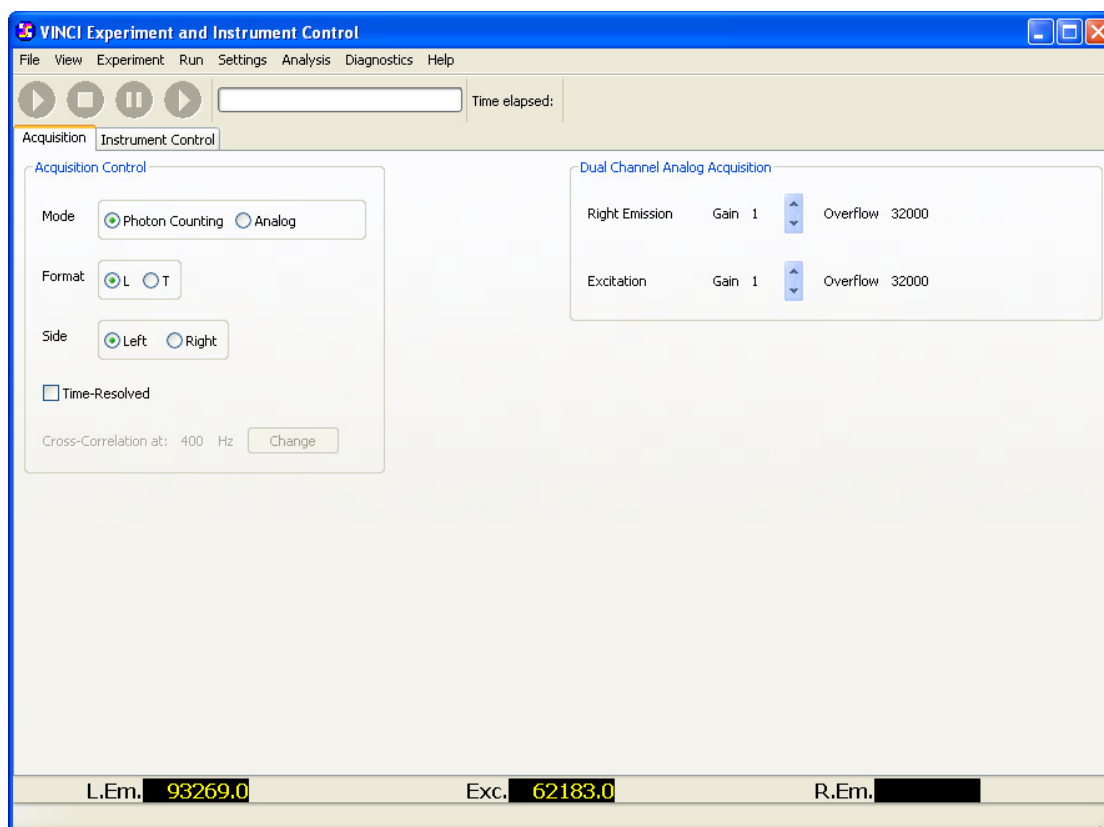 VINCI Experiment and Instrument Control
File View Experiment Run Settings Analysis Diagnostics Help
Time elapsed:
Acquisition Instrument Control
Acquisition Control
Mode Photon Counting Analog
Format L T
Side Left Right
Time-Resolved
Cross-Correlation at: 400 Hz Change
Dual Channel Analog Acquisition
Right Emission Gain 1 Overflow 32000
Excitation Gain 1 Overflow 32000
L.Em. 93269.0 Exc. 62183.0 R.Em.